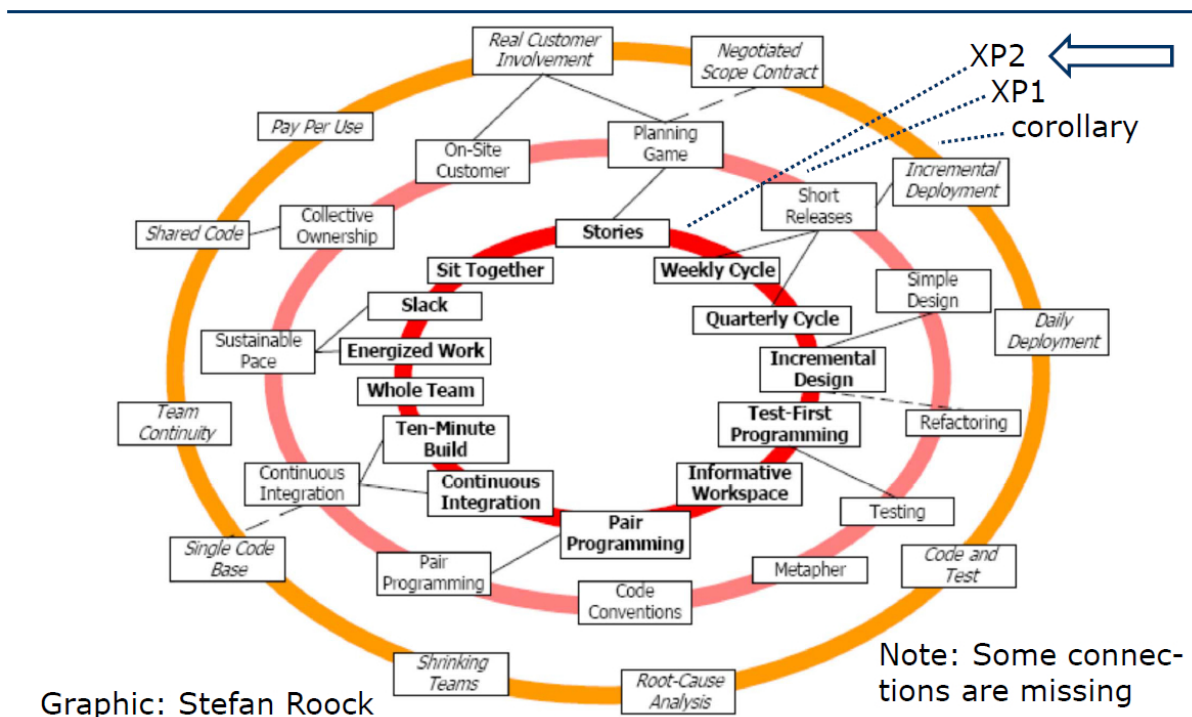 Real Customer
Involvement
Negotiated
Scope Contract
XP2
XP1
corollary
Pay Per Use
On-Site
Customer
Planning
Game
Incremental
Deployment
Short
Releases
Shared Code
Collective
Ownership
Stories
Sit Together
Weekly Cycle
Slack
Simple
Design
Quarterly Cycle
Daily
Deployment
Sustainable
Pace
Energized Work
Incremental
Design
Whole Team
Team
Continuity
Ten-Minute
Build
Test-First
Programming
Refactoring
Continuous
Integration
Continuous
Integration
Informative
Workspace
Testing
Pair
Programming
Single Code
Base
Code and
Test
Pair
Programming
Metapher
Code
Conventions
Shrinking
Teams
Root-Cause
Analysis
Note: Some connec-
tions are missing
Graphic: Stefan Roock